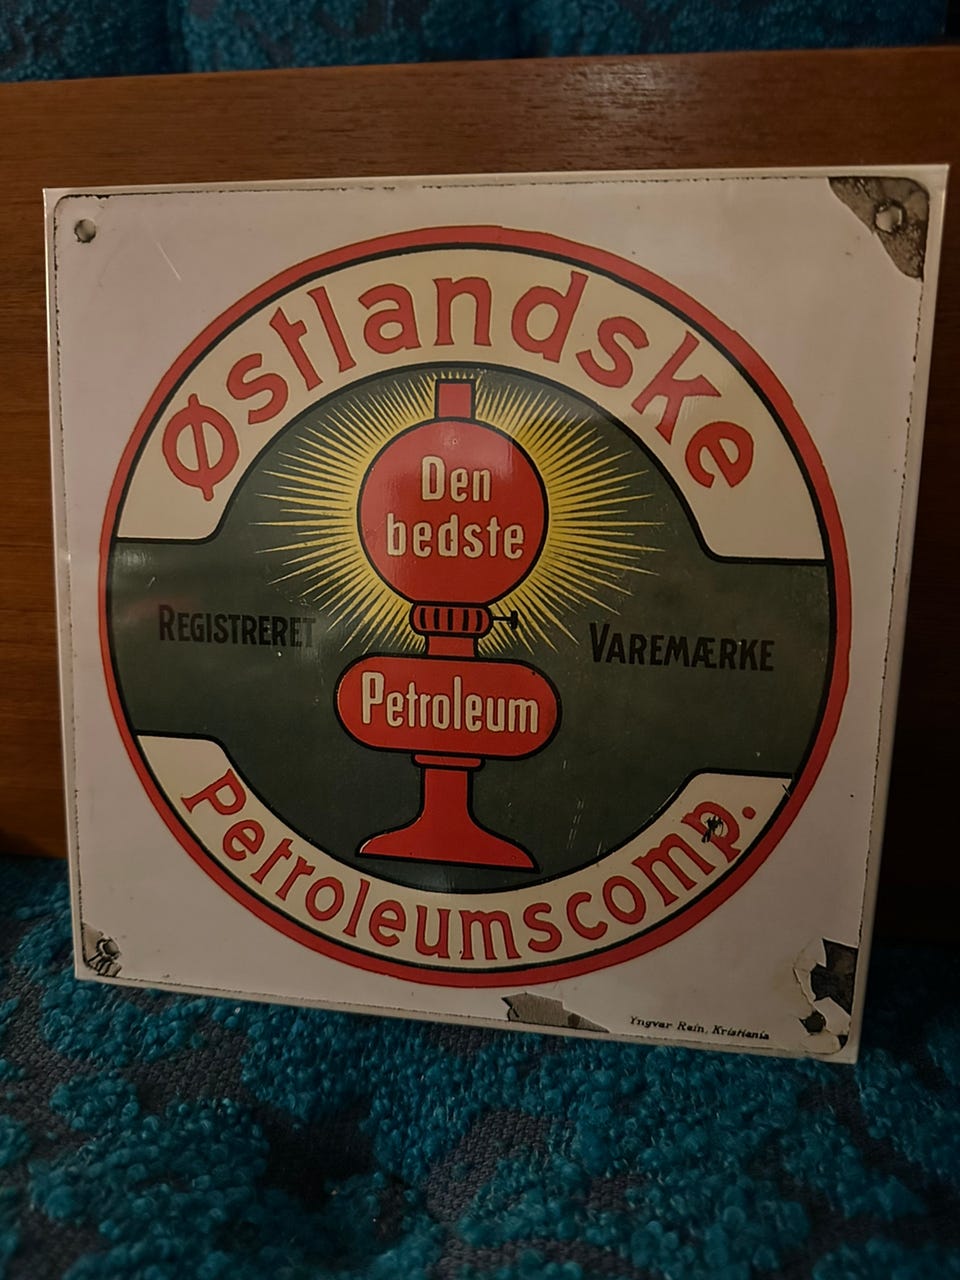 Østlandske
Den
bedste
REGISTRERET VAREMÆRKE
Petroleum
Petroleumscomp.
Yngvar Rein, Kristiania